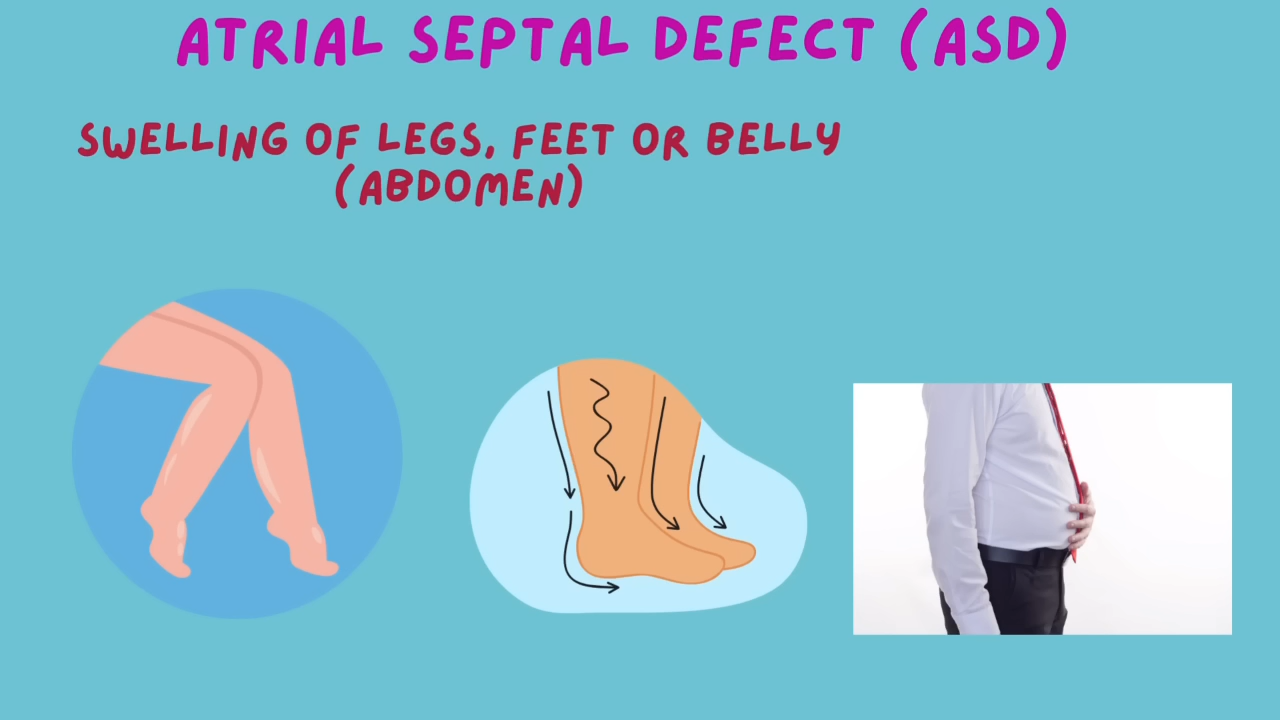 ATRIAL SEPTAL DEFECT (ASD)
SWELLING OF LEGS, FEET OR BELLY
(ABDOMEN)